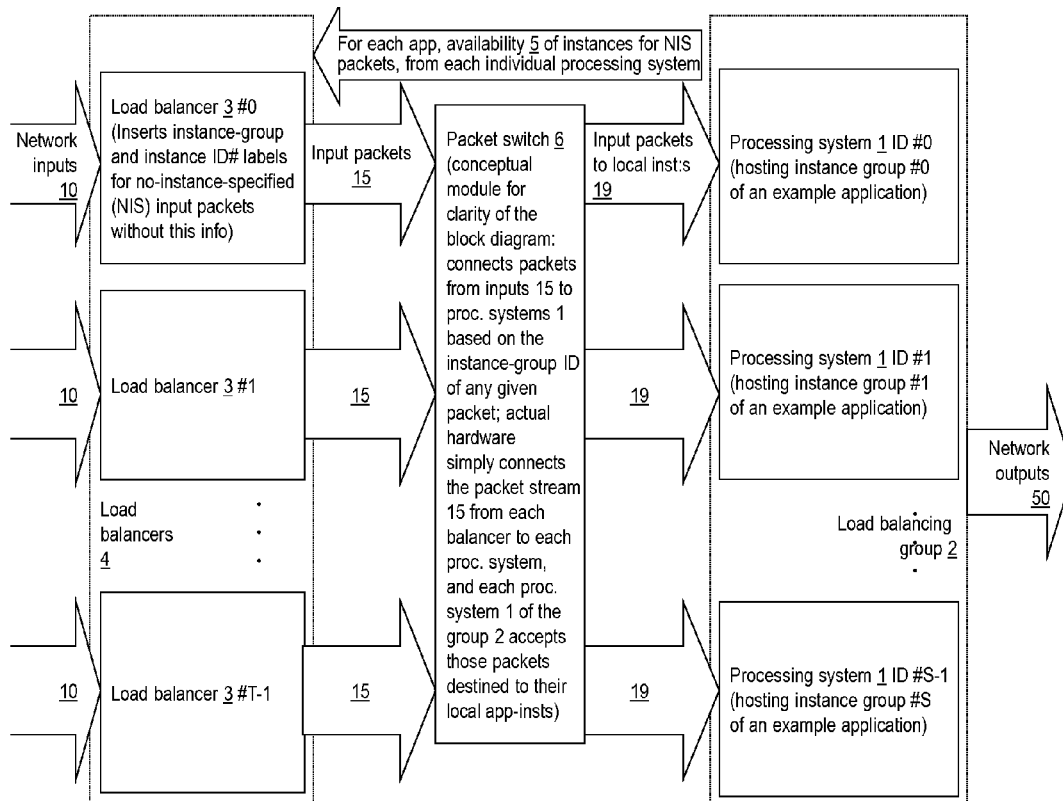 For each app, availability 5 of instances for NIS
packets, from each individual processing system
Network
inputs
10
Load balancer 3 #0
(Inserts instance-group
and instance ID# labels
for no-instance-specified
(NIS) input packets
without this info)
Input packets
15
Packet switch 6
(conceptual
module for
clarity of the
block diagram:
connects packets
from inputs 15 to
proc. systems 1
based on the
instance-group ID
of any given
packet; actual
hardware
simply connects
the packet stream
15 from each
balancer to each
proc. system,
and each proc.
system 1 of the
group 2 accepts
those packets
destined to their
local app-insts)
Input packets
to local inst:s
19
Processing system 1 ID #0
(hosting instance group #0
of an example application)
10
Load balancer 3 #1
15
19
Processing system 1 ID #1
(hosting instance group #1
of an example application)
Network
outputs
50
Load
balancers
4
Load balancing
group 2
10
Load balancer 3 #T-1
15
19
Processing system 1 ID #S-1
(hosting instance group #S
of an example application)